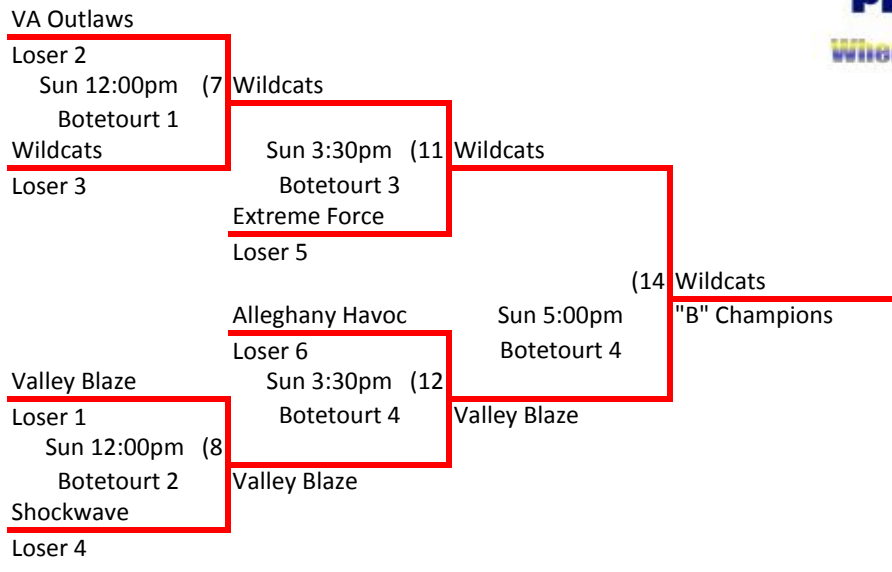 VA Outlaws
Loser 2
Sun 12:00pm (7 Wildcats
Botetourt 1
Wildcats Sun 3:30pm (11 Wildcats
Loser 3 Botetourt 3
Extreme Force
Loser 5
(14 Wildcats
Alleghany Havoc Sun 5:00pm "B" Champions
Loser 6 Botetourt 4
Valley Blaze Sun 3:30pm (12
Loser 1 Botetourt 4 Valley Blaze
Sun 12:00pm (8
Botetourt 2 Valley Blaze
Shockwave
Loser 4